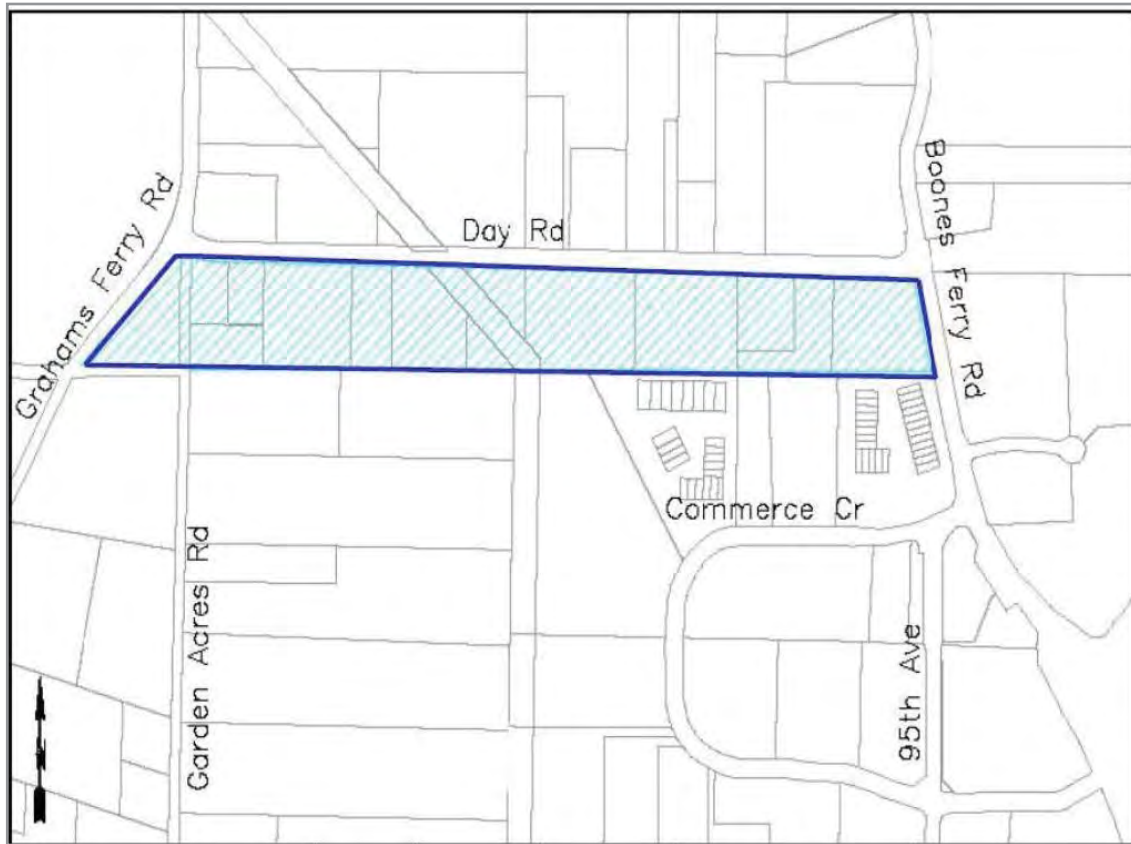 Grahams Ferry Rd
Day Rd
Boones Ferry Rd
Commerce Cr
Garden Acres Rd
95th Ave